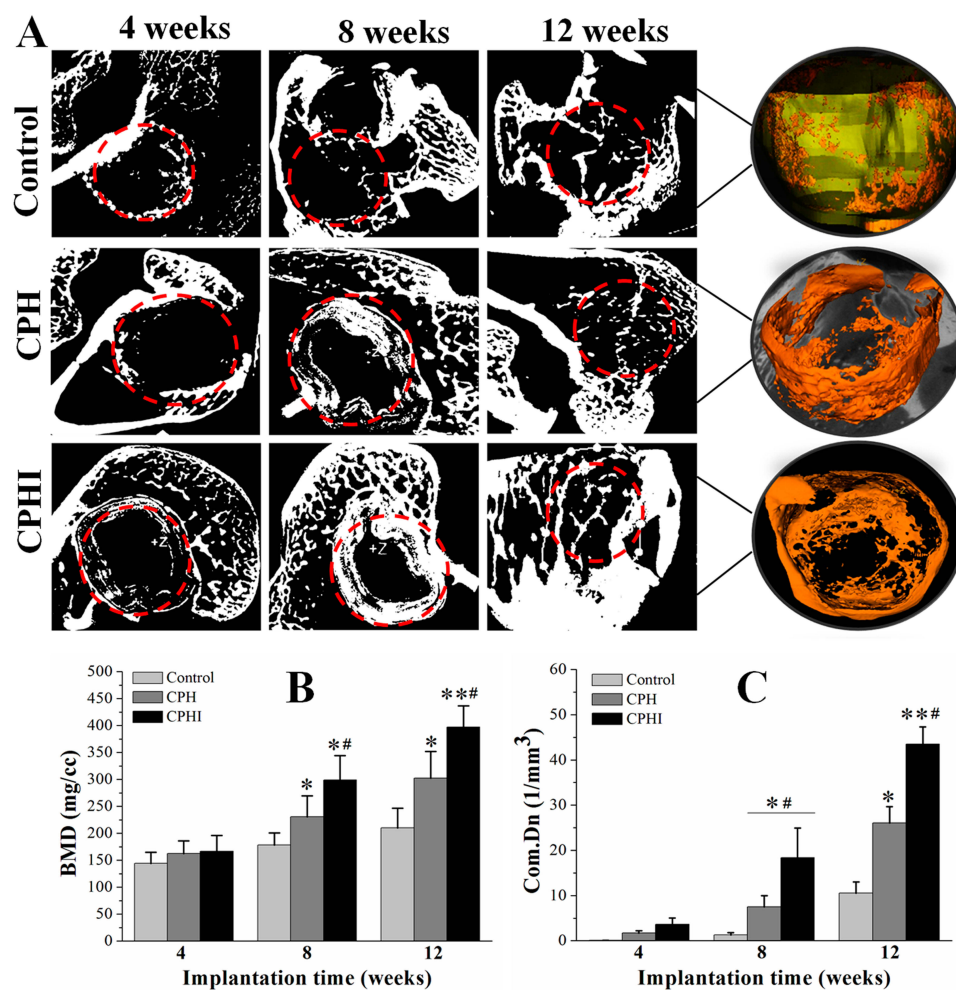 A
4 weeks
8 weeks
12 weeks
Control
CPH
CPHI
+Z
B
BMD (mg/cc)
500
450
400
350
300
250
200
150
100
50
0
Control
CPH
CPHI
* 
*#
*
**#
4
8
12
Implantation time (weeks)
C
Com.Dn (1/mm³)
60
50
40
30
20
10
0
Control
CPH
CPHI
*#
*
**#
4
8
12
Implantation time (weeks)